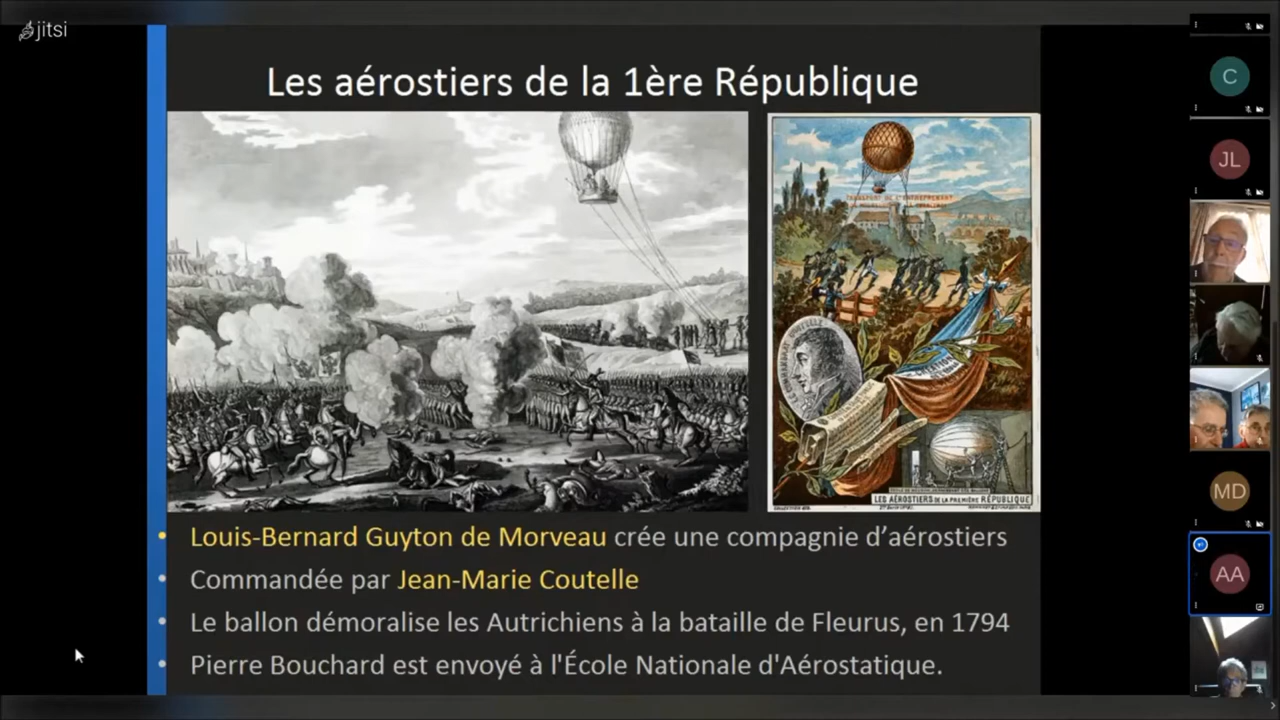 jitsi
Les aérostiers de la 1ère République
LES AÉROSTIERS DE LA PREMIÈRE RÉPUBLIQUE
• Louis-Bernard Guyton de Morveau crée une compagnie d’aérostiers
• Commandée par Jean-Marie Coutelle
• Le ballon démoralise les Autrichiens à la bataille de Fleurus, en 1794
• Pierre Bouchard est envoyé à l'École Nationale d'Aérostatique.
C
JL
MD
AA